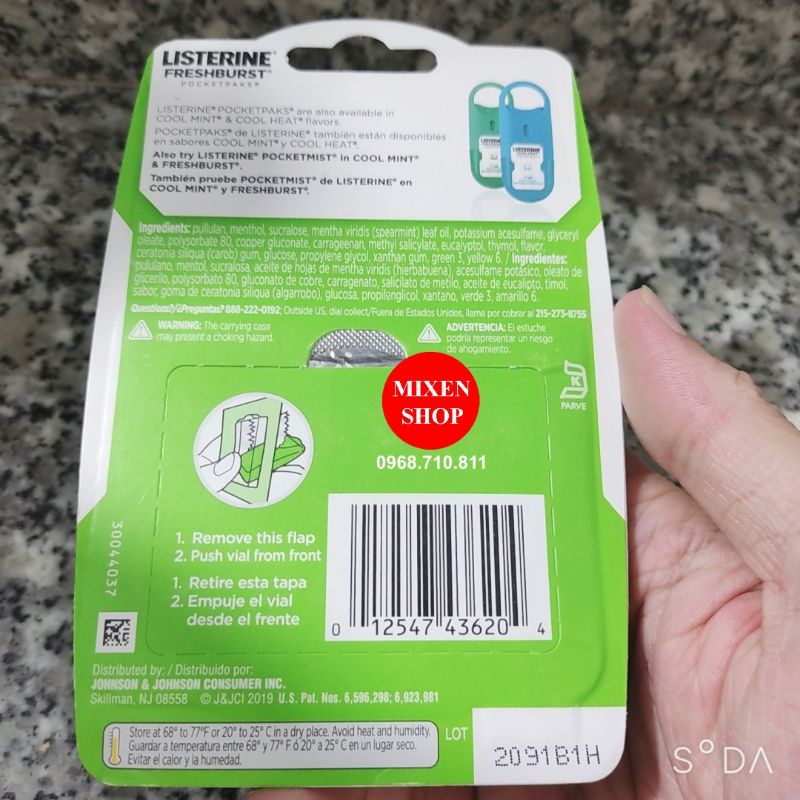 LISTERINE®
FRESHBURST®
POCKETPAKS®
LISTERINE® POCKETPAKS® are also available in
COOL MINT® & COOL HEAT® flavors.
POCKETPAKS® de LISTERINE® también están disponibles
en sabores COOL MINT® y COOL HEAT®.
Also try LISTERINE® POCKETMIST® in COOL MINT®
& FRESHBURST®.
También pruebe POCKETMIST® de LISTERINE® en
COOL MINT® y FRESHBURST®.
LISTERINE
LISTERINE
Ingredients: pullulan, menthol, sucralose, mentha viridis (spearmint) leaf oil, potassium acesulfame, glyceryl
oleate, polysorbate 80, copper gluconate, carrageenan, methyl salicylate, eucalyptol, thymol, flavor,
ceratonia siliqua (carob) gum, glucose, propylene glycol, xanthan gum, green 3, yellow 6. / Ingredientes:
pululano, mentol, sucralosa, aceite de hojas de mentha viridis (hierbabuena), acesulfame potásico, oleato de
glicerilo, polisorbato 80, gluconato de cobre, carragenato, salicilato de metilo, aceite de eucalipto, timol,
sabor, goma de ceratonia siliqua (algarrobo), glucosa, propilenglicol, xantano, verde 3, amarillo 6.
Questions?/¿Preguntas? 888-222-0192; Outside US, dial collect/Fuera de Estados Unidos, llame por cobrar al 215-273-8755
WARNING: The carrying case
may present a choking hazard.
ADVERTENCIA: El estuche
podría representar un riesgo
de ahogamiento.
MIXEN
SHOP
0968.710.811
K
PARVE
1. Remove this flap
2. Push vial from front
1. Retire esta tapa
2. Empuje el vial
desde el frente
30044037
0 12547 43620 4
Distributed by: / Distribuido por:
JOHNSON & JOHNSON CONSUMER INC.
Skillman, NJ 08558 © J&JCI 2019 U.S. Pat. Nos. 6,596,298; 6,923,981
Store at 68° to 77°F or 20° to 25° C in a dry place. Avoid heat and humidity.
Guardar a temperatura entre 68° y 77° F ó 20° a 25° C en un lugar seco.
Evitar el calor y la humedad.
LOT
2091B1H
SODA